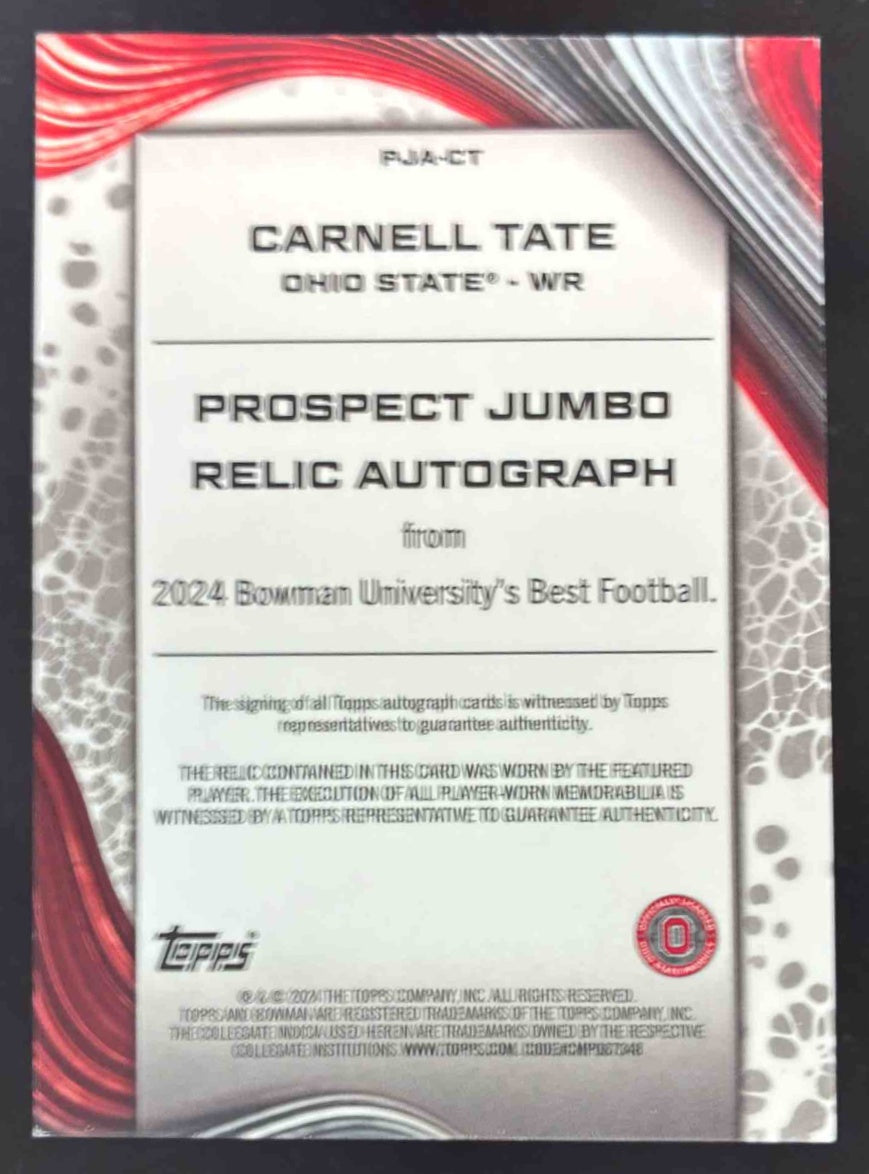 PJA-CT
CARNELL TATE
OHIO STATE® - WR
PROSPECT JUMBO
RELIC AUTOGRAPH
from
2024 Bowman University's Best Football.
The signing of all Topps autograph cards is witnessed by Topps
representatives to guarantee authenticity.
THE RELIC CONTAINED IN THIS CARD WAS WORN BY THE FEATURED
PLAYER. THE EXECUTION OF ALL PLAYER-WORN MEMORABILIA IS
WITNESSED BY A TOPPS REPRESENTATIVE TO GUARANTEE AUTHENTICITY.
topps
O
® & © 2024 THE TOPPS COMPANY, INC. ALL RIGHTS RESERVED.
TOPPS AND BOWMAN ARE REGISTERED TRADEMARKS OF THE TOPPS COMPANY, INC.
THE COLLEGIATE INDICIA USED HEREIN ARE TRADEMARKS OWNED BY THE RESPECTIVE
COLLEGIATE INSTITUTIONS. WWW.TOPPS.COM. CODE#CMP087348